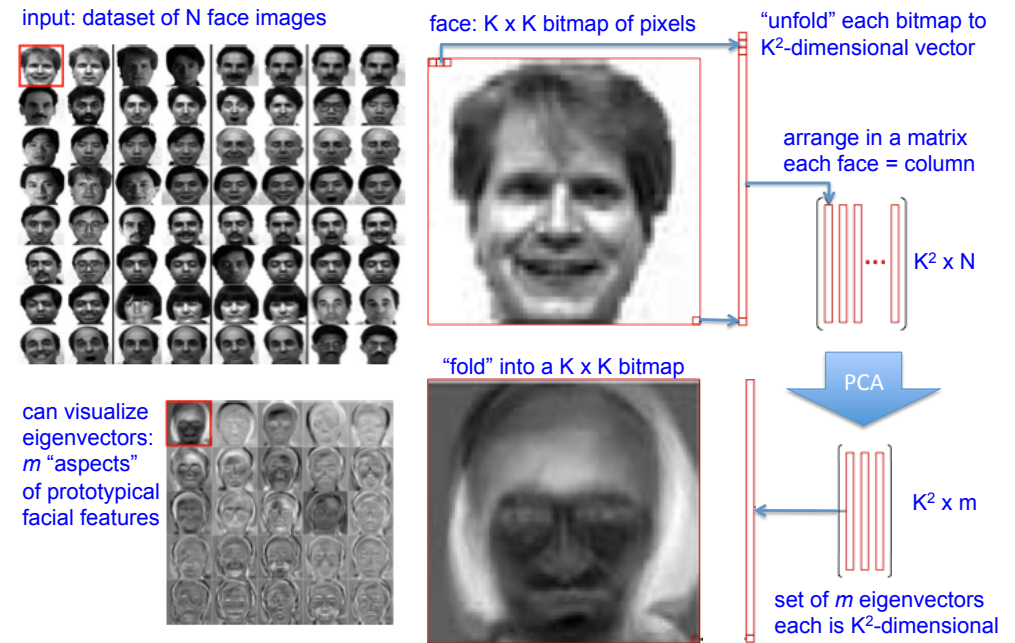 input: dataset of N face images
face: K x K bitmap of pixels
“unfold” each bitmap to
K²-dimensional vector
arrange in a matrix
each face = column
...
K² x N
PCA
“fold” into a K x K bitmap
can visualize
eigenvectors:
m “aspects”
of prototypical
facial features
K² x m
set of m eigenvectors
each is K²-dimensional